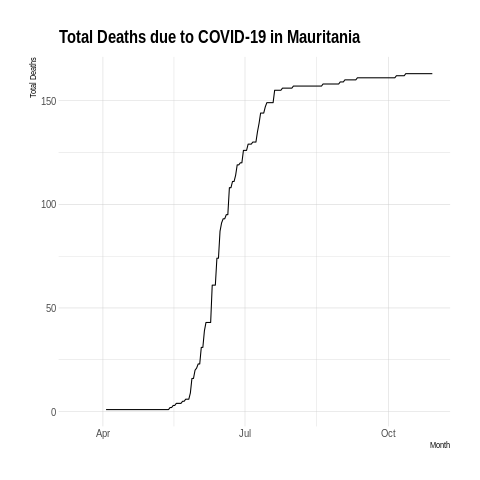 Total Deaths due to COVID-19 in Mauritania
Total Deaths
150
100
50
0
Apr Jul Oct
Month